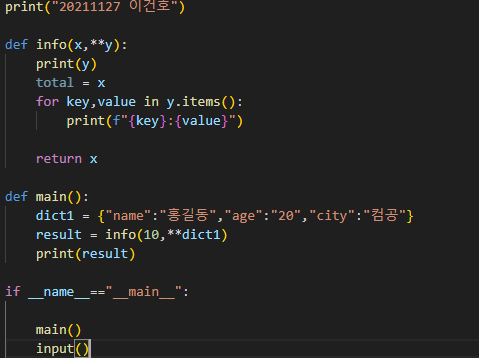 print("20211127 이건호")
def info(x,**y):
    print(y)
    total = x
    for key,value in y.items():
        print(f"{key}:{value}")
    return x
def main():
    dict1 = {"name":"홍길동","age":"20","city":"컴공"}
    result = info(10,**dict1)
    print(result)
if __name__=="__main__":
    main()
    input()